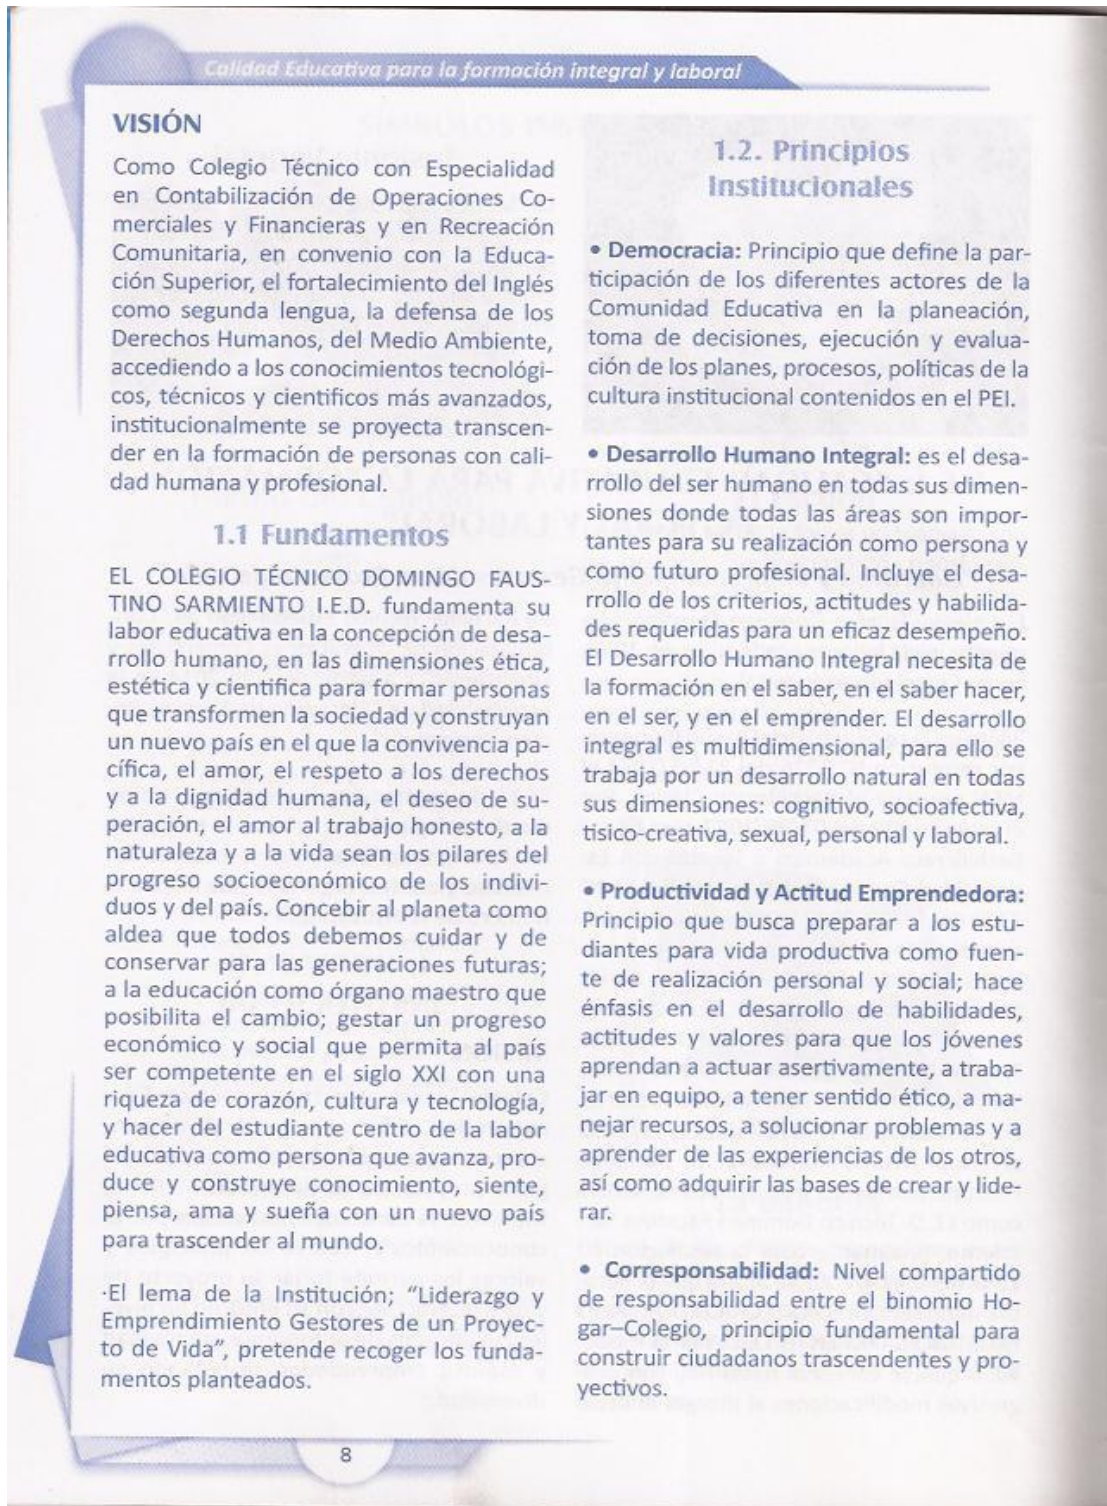 Calidad Educativa para la formación integral y laboral
VISIÓN
Como Colegio Técnico con Especialidad
en Contabilización de Operaciones Co-
merciales y Financieras y en Recreación
Comunitaria, en convenio con la Educa-
ción Superior, el fortalecimiento del Inglés
como segunda lengua, la defensa de los
Derechos Humanos, del Medio Ambiente,
accediendo a los conocimientos tecnológi-
cos, técnicos y científicos más avanzados,
institucionalmente se proyecta transcen-
der en la formación de personas con cali-
dad humana y profesional.
1.1 Fundamentos
EL COLEGIO TÉCNICO DOMINGO FAUS-
TINO SARMIENTO I.E.D. fundamenta su
labor educativa en la concepción de desa-
rrollo humano, en las dimensiones ética,
estética y científica para formar personas
que transformen la sociedad y construyan
un nuevo país en el que la convivencia pa-
cífica, el amor, el respeto a los derechos
y a la dignidad humana, el deseo de su-
peración, el amor al trabajo honesto, a la
naturaleza y a la vida sean los pilares del
progreso socioeconómico de los indivi-
duos y del país. Concebir al planeta como
aldea que todos debemos cuidar y de
conservar para las generaciones futuras;
a la educación como órgano maestro que
posibilita el cambio; gestar un progreso
económico y social que permita al país
ser competente en el siglo XXI con una
riqueza de corazón, cultura y tecnología,
y hacer del estudiante centro de la labor
educativa como persona que avanza, pro-
duce y construye conocimiento, siente,
piensa, ama y sueña con un nuevo país
para trascender al mundo.
·El lema de la Institución; “Liderazgo y
Emprendimiento Gestores de un Proyec-
to de Vida”, pretende recoger los funda-
mentos planteados.
1.2. Principios
Institucionales
• Democracia: Principio que define la par-
ticipación de los diferentes actores de la
Comunidad Educativa en la planeación,
toma de decisiones, ejecución y evalua-
ción de los planes, procesos, políticas de la
cultura institucional contenidos en el PEI.
• Desarrollo Humano Integral: es el desa-
rrollo del ser humano en todas sus dimen-
siones donde todas las áreas son impor-
tantes para su realización como persona y
como futuro profesional. Incluye el desa-
rrollo de los criterios, actitudes y habilida-
des requeridas para un eficaz desempeño.
El Desarrollo Humano Integral necesita de
la formación en el saber, en el saber hacer,
en el ser, y en el emprender. El desarrollo
integral es multidimensional, para ello se
trabaja por un desarrollo natural en todas
sus dimensiones: cognitivo, socioafectiva,
tisico-creativa, sexual, personal y laboral.
• Productividad y Actitud Emprendedora:
Principio que busca preparar a los estu-
diantes para vida productiva como fuen-
te de realización personal y social; hace
énfasis en el desarrollo de habilidades,
actitudes y valores para que los jóvenes
aprendan a actuar asertivamente, a traba-
jar en equipo, a tener sentido ético, a ma-
nejar recursos, a solucionar problemas y a
aprender de las experiencias de los otros,
así como adquirir las bases de crear y lide-
rar.
• Corresponsabilidad: Nivel compartido
de responsabilidad entre el binomio Ho-
gar–Colegio, principio fundamental para
construir ciudadanos trascendentes y pro-
yectivos.
8